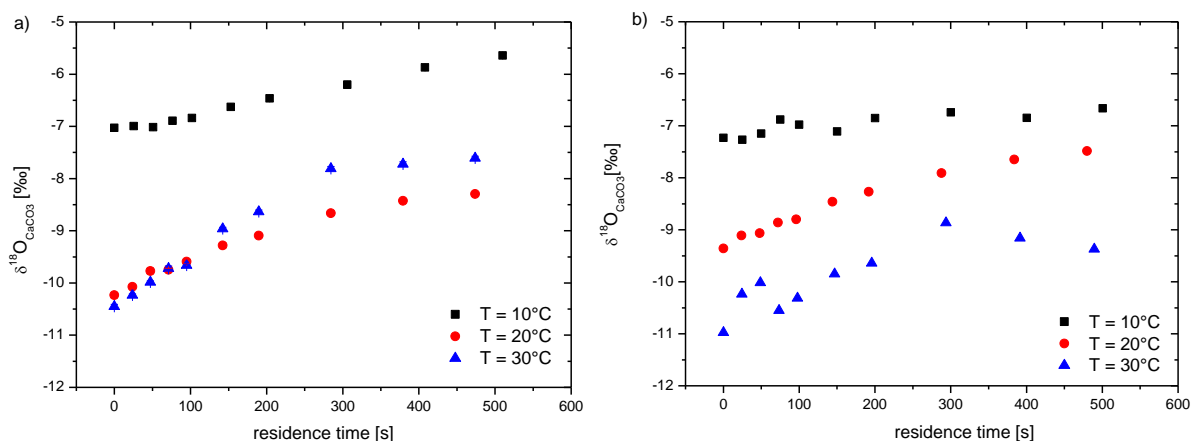 a)
δ¹⁸O_CaCO3 [‰]
-5
-6
-7
-8
-9
-10
-11
-12
0 100 200 300 400 500 600
residence time [s]
T = 10°C
T = 20°C
T = 30°C
b)
δ¹⁸O_CaCO3 [‰]
-5
-6
-7
-8
-9
-10
-11
-12
0 100 200 300 400 500 600
residence time [s]
T = 10°C
T = 20°C
T = 30°C